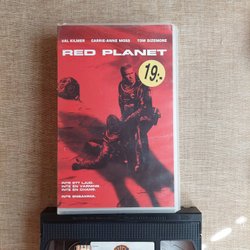 VAL KILMER CARRIE-ANNE MOSS TOM SIZEMORE
RED PLANET
19:-
INTE ETT LJUD.
INTE EN VARNING.
INTE EN CHANS.
INTE ENSAMMA.